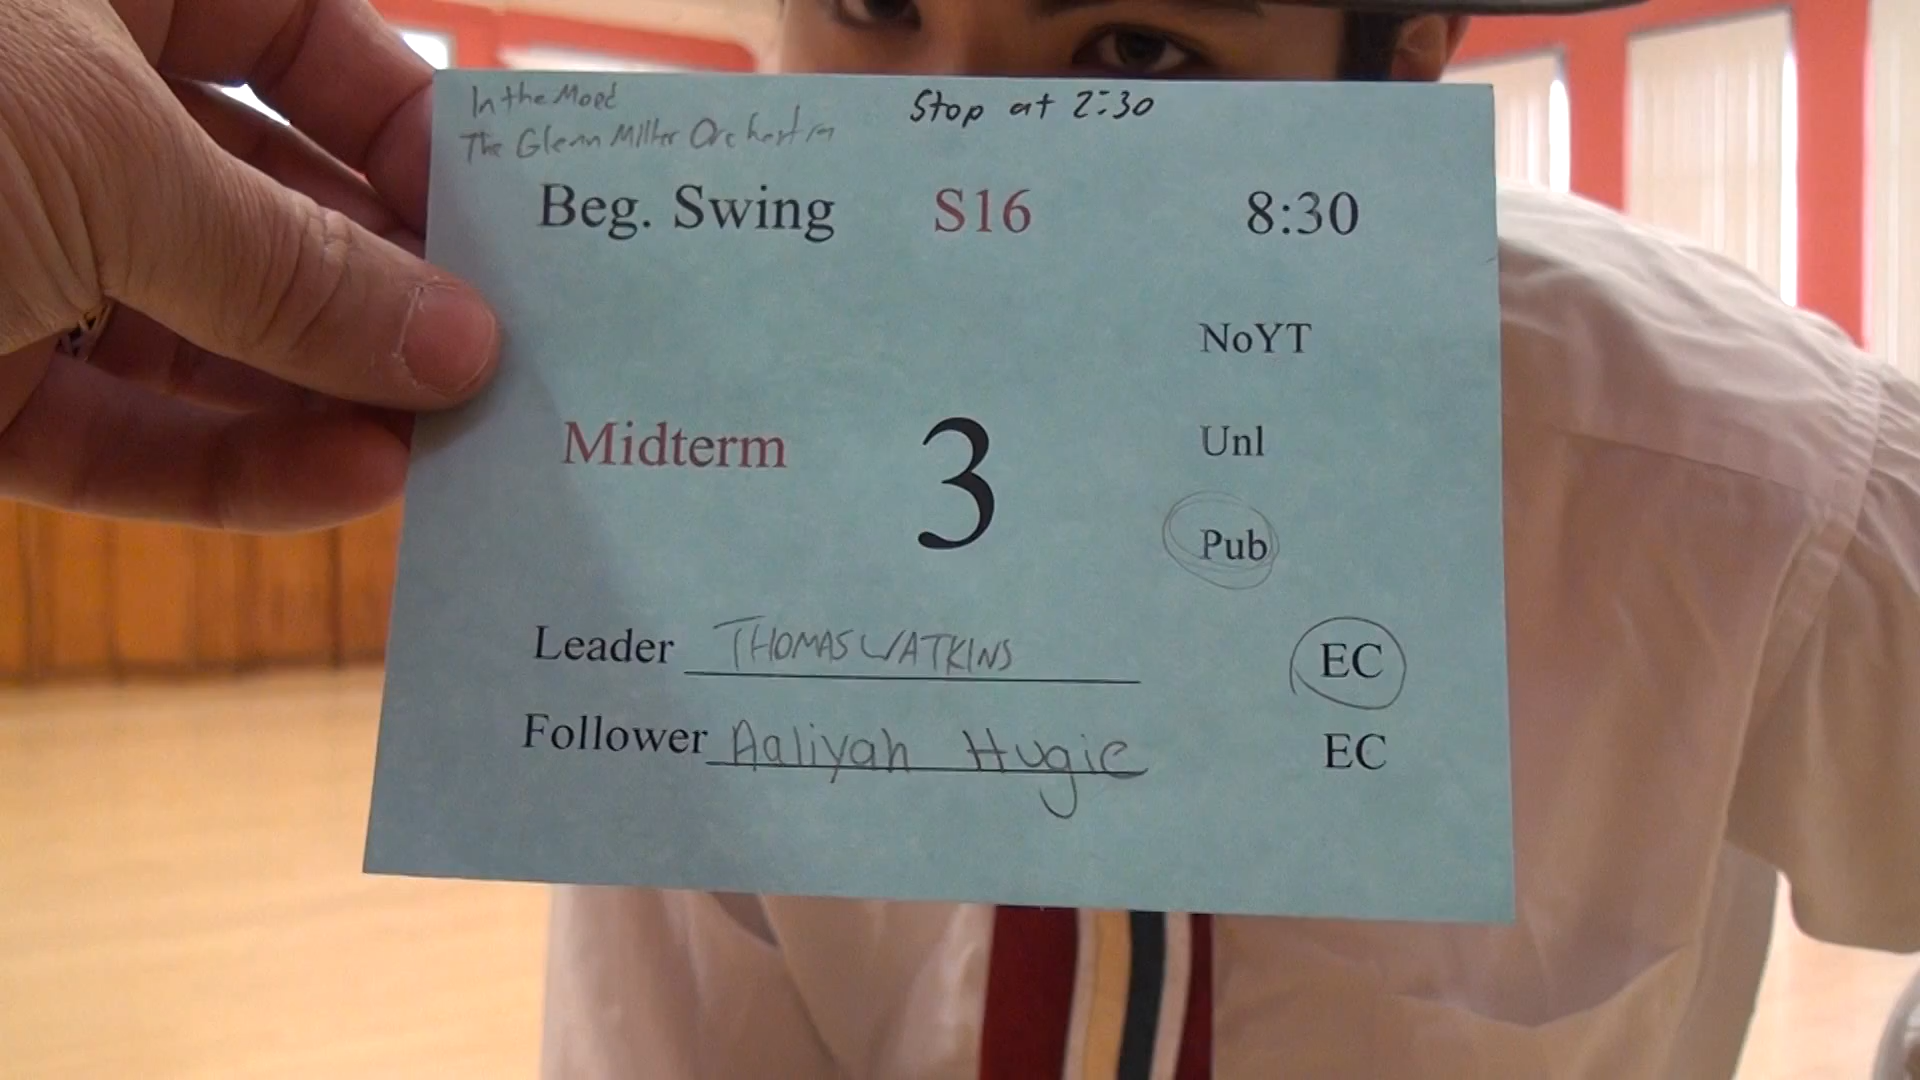 In the Mood Stop at 2:30
The Glenn Miller Orchestra
Beg. Swing S16 8:30
NoYT
Midterm 3 Unl
Pub
Leader THOMAS WATKINS EC
Follower Aaliyah Hugie EC